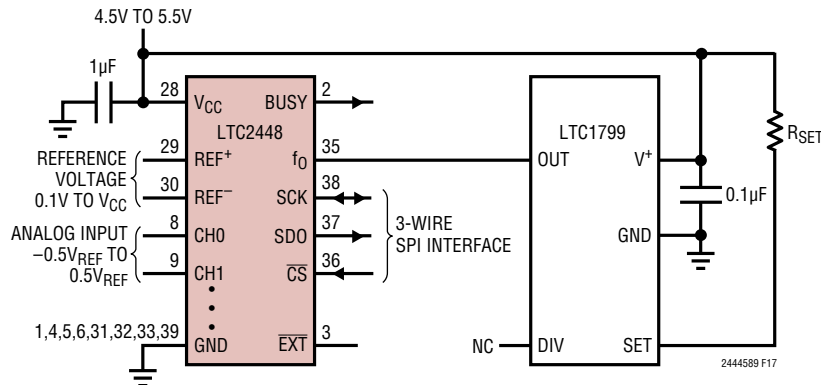 4.5V TO 5.5V
1µF
28
VCC
BUSY
2
LTC2448
LTC1799
RSET
REFERENCE
VOLTAGE
0.1V TO VCC
29
REF+
fO
35
OUT
V+
30
REF–
SCK
38
0.1µF
ANALOG INPUT
–0.5VREF TO
0.5VREF
8
CH0
SDO
37
3-WIRE
SPI INTERFACE
GND
9
CH1
CS
36
1,4,5,6,31,32,33,39
GND
EXT
3
NC
DIV
SET
2444589 F17